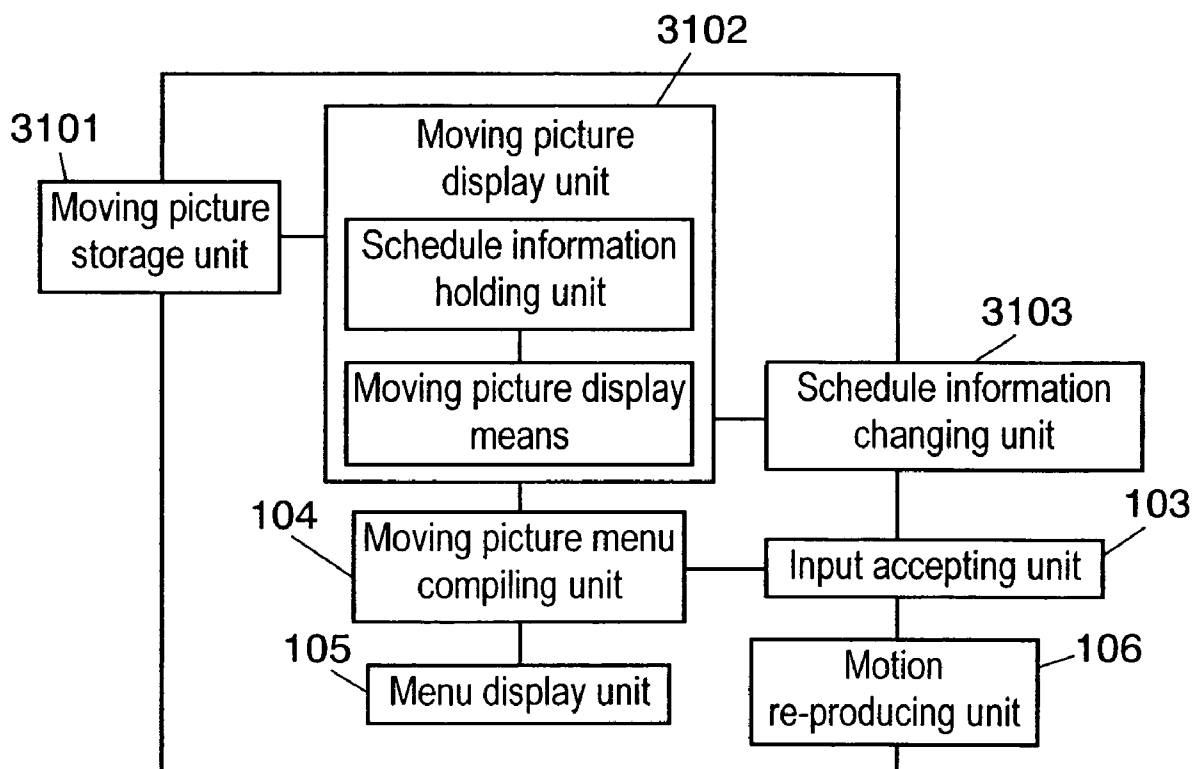 3102
3101
Moving picture
display unit
Moving picture
storage unit
Schedule information
holding unit
3103
Moving picture display
means
Schedule information
changing unit
104
103
Moving picture menu
compiling unit
Input accepting unit
105
Menu display unit
106
Motion
re-producing unit